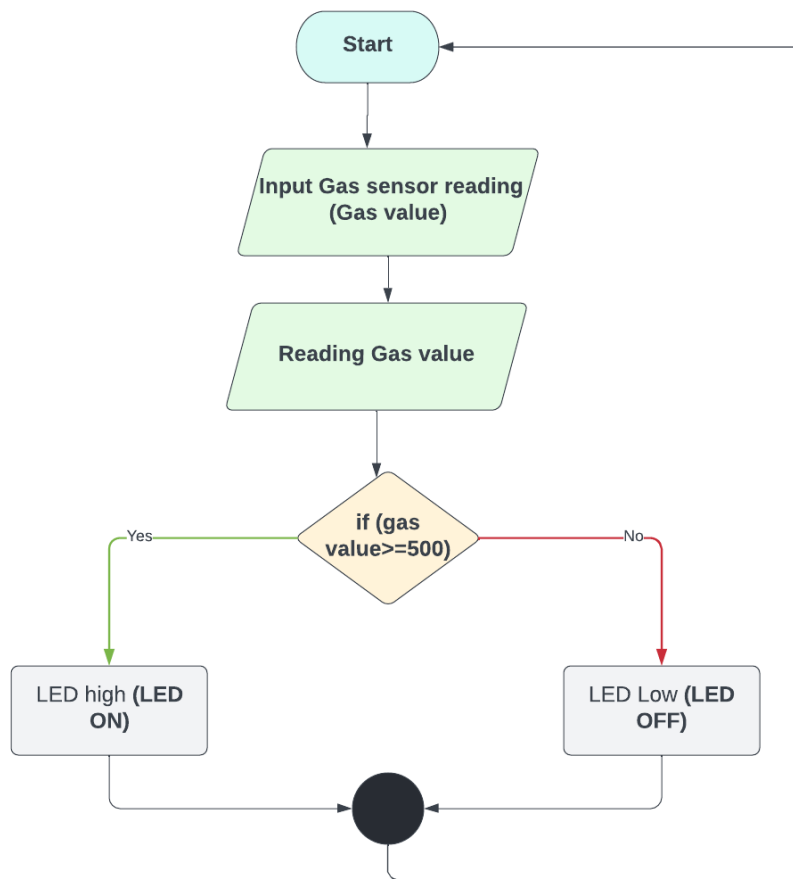 Start
Input Gas sensor reading
(Gas value)
Reading Gas value
if (gas
value>=500)
Yes
No
LED high (LED
ON)
LED Low (LED
OFF)